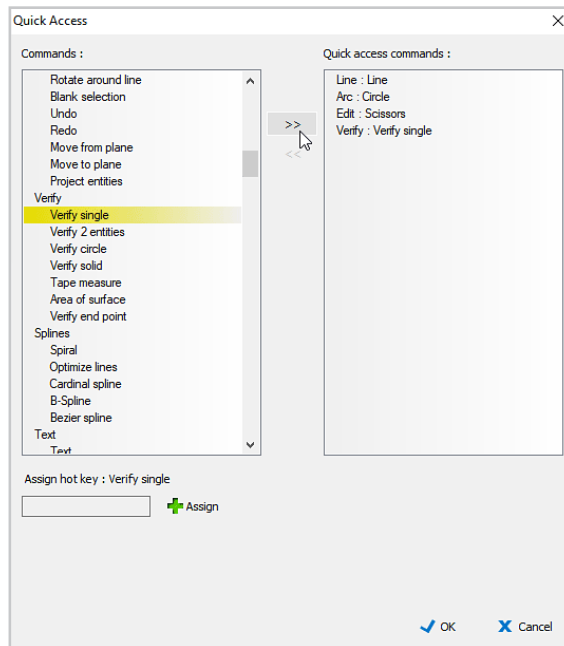 Quick Access
Commands :
Rotate around line
Blank selection
Undo
Redo
Move from plane
Move to plane
Project entities
Verify
Verify single
Verify 2 entities
Verify circle
Verify solid
Tape measure
Area of surface
Verify end point
Splines
Spiral
Optimize lines
Cardinal spline
B-Spline
Bezier spline
Text
Text
>>
<<
Quick access commands :
Line : Line
Arc : Circle
Edit : Scissors
Verify : Verify single
Assign hot key : Verify single
Assign
OK
Cancel